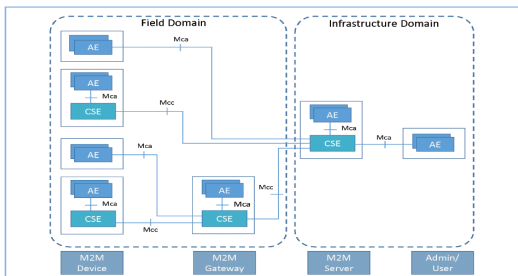 Field Domain
Infrastructure Domain
AE
Mca
AE
Mca
CSE
Mcc
AE
Mca
CSE
Mca
AE
AE
Mca
AE
Mca
CSE
Mcc
AE
Mca
CSE
Mcc
M2M
Device
M2M
Gateway
M2M
Server
Admin/
User